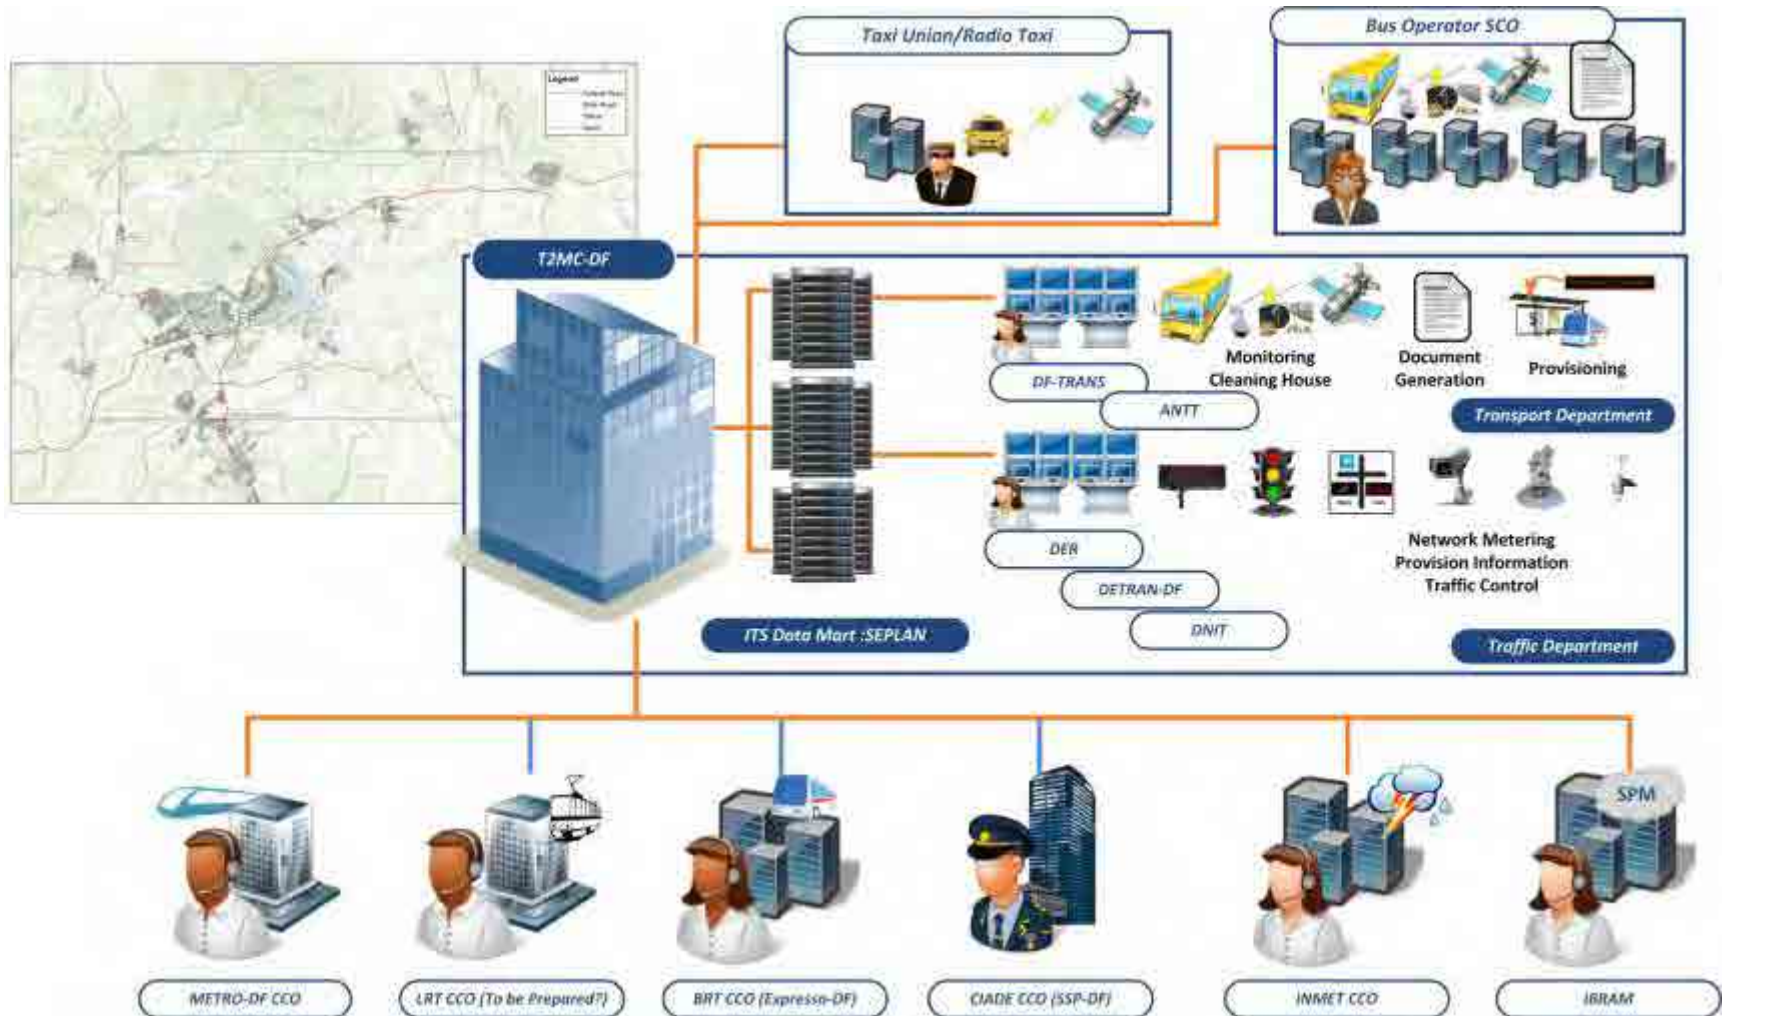 Taxi Unian/Radio Taxi
Bus Operator SCO
Legend
T2MC-DF
Monitoring
Cleaning House
Document
Generation
Provisioning
DF-TRANS
ANTT
Transport Department
Network Metering
Provision Information
Traffic Control
DER
DETRAN-DF
DNIT
ITS Data Mart :SEPLAN
Traffic Department
SPM
METRO-DF CCO
LRT CCO (To be Prepared?)
BRT CCO (Expresso-DF)
CIADE CCO (SSP-DF)
INMET CCO
IBRAM